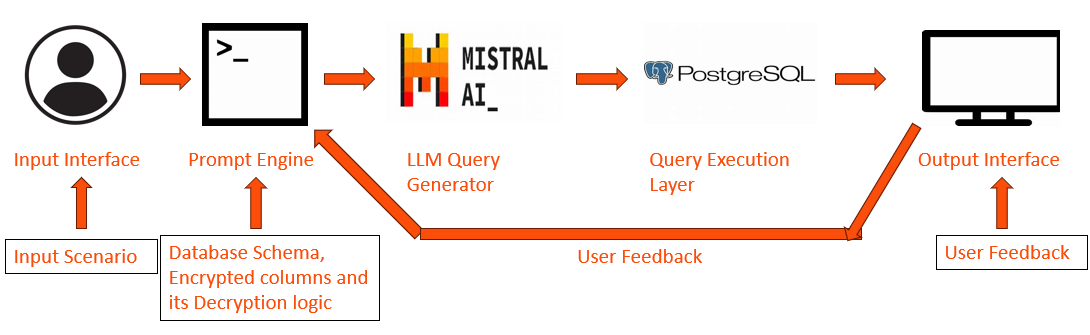 >_
MISTRAL
AI_
PostgreSQL
Input Interface
Prompt Engine
LLM Query
Generator
Query Execution
Layer
Output Interface
Input Scenario
Database Schema,
Encrypted columns and
its Decryption logic
User Feedback
User Feedback